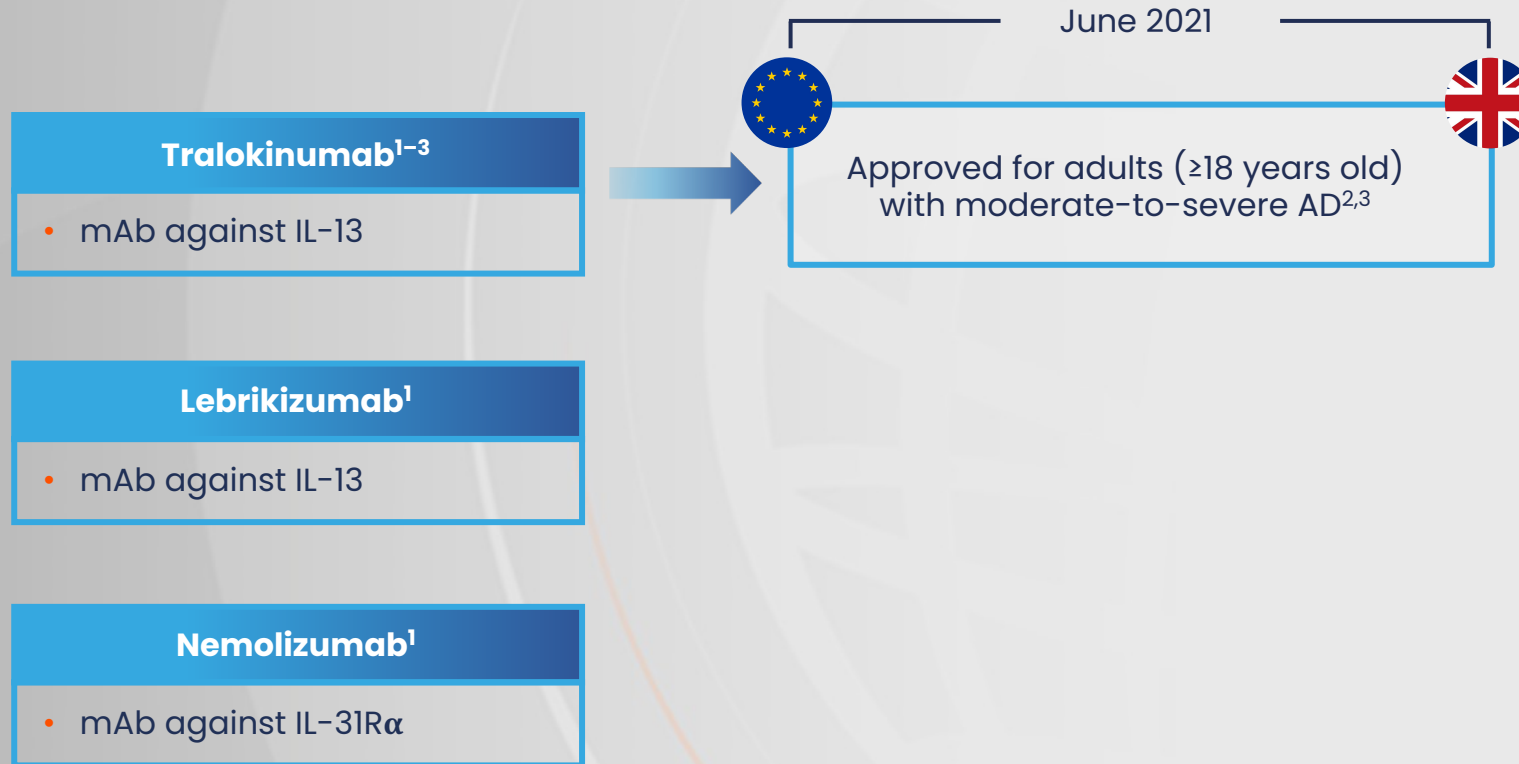 June 2021
Tralokinumab¹⁻³
• mAb against IL-13
Approved for adults (≥18 years old)
with moderate-to-severe AD²,³
Lebrikizumab¹
• mAb against IL-13
Nemolizumab¹
• mAb against IL-31Rα